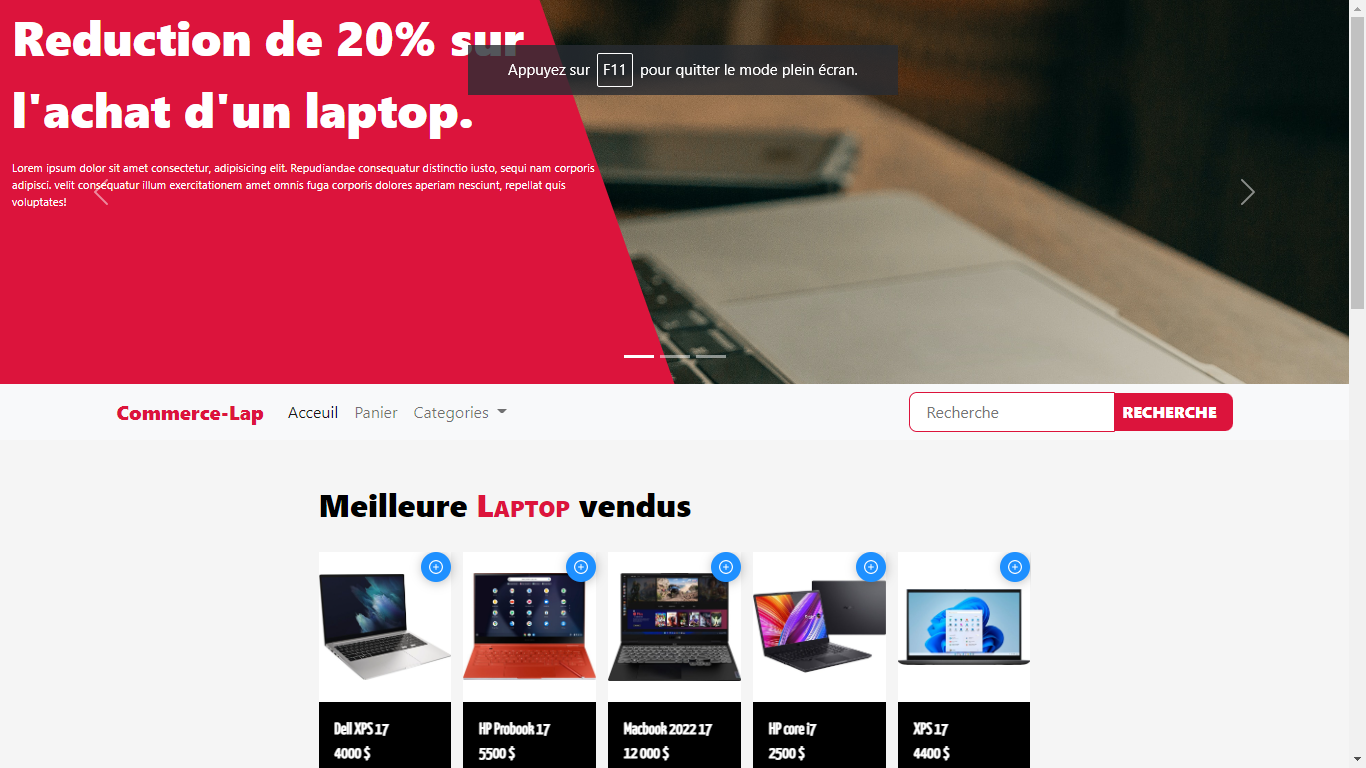 Reduction de 20% sur
l'achat d'un laptop.
Appuyez sur F11 pour quitter le mode plein écran.
Lorem ipsum dolor sit amet consectetur, adipisicing elit. Repudiandae consequatur distinctio iusto, sequi nam corporis
adipisci. velit consequatur illum exercitationem amet omnis fuga corporis dolores aperiam nesciunt, repellat quis
voluptates!
Commerce-Lap Acceuil Panier Categories Recherche RECHERCHE
Meilleure Laptop vendus
Dell XPS 17 HP Probook 17 Macbook 2022 17 HP core i7 XPS 17
4000 $ 5500 $ 12 000 $ 2500 $ 4400 $